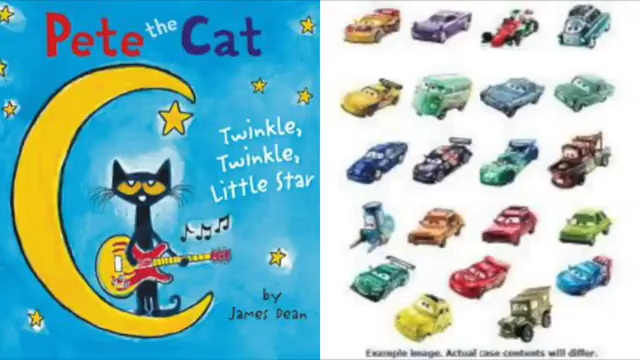 Pete the Cat
Twinkle,
Twinkle,
Little Star
by
James Dean
Example image. Actual case contents will differ.